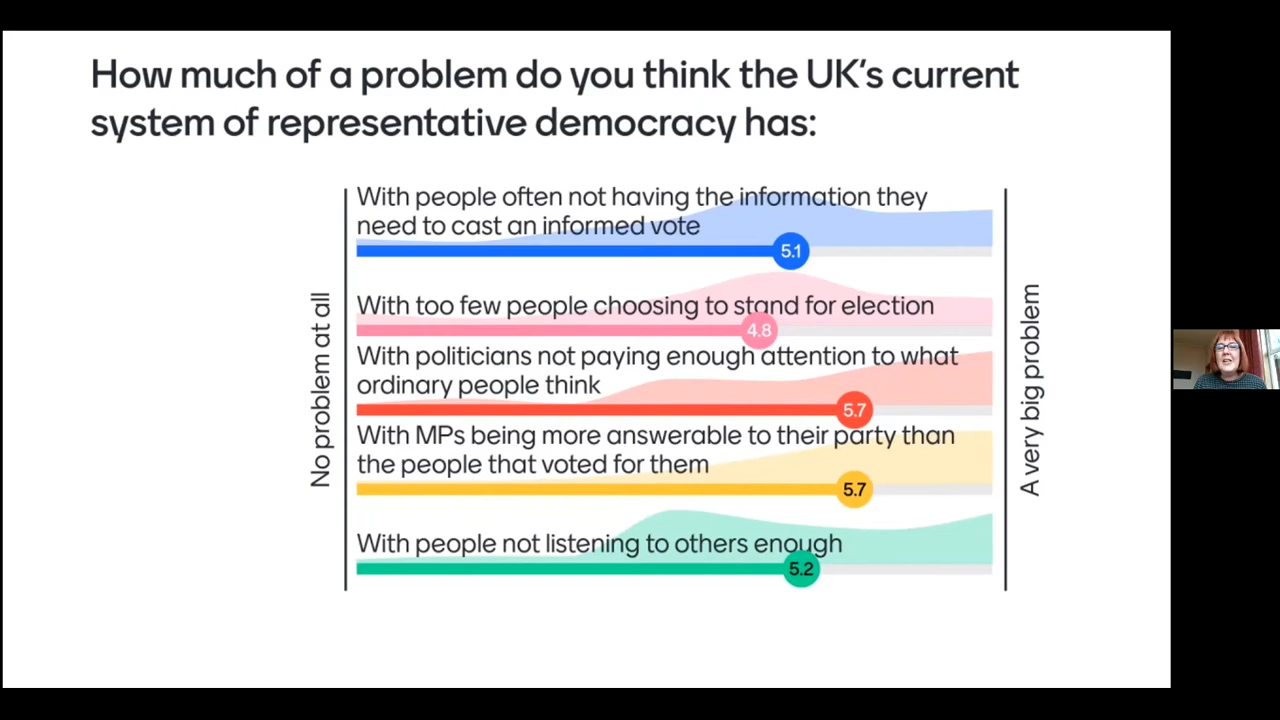 How much of a problem do you think the UK's current
system of representative democracy has:
With people often not having the information they
need to cast an informed vote
5.1
With too few people choosing to stand for election
4.8
With politicians not paying enough attention to what
ordinary people think
5.7
With MPs being more answerable to their party than
the people that voted for them
5.7
With people not listening to others enough
5.2
No problem at all
A very big problem